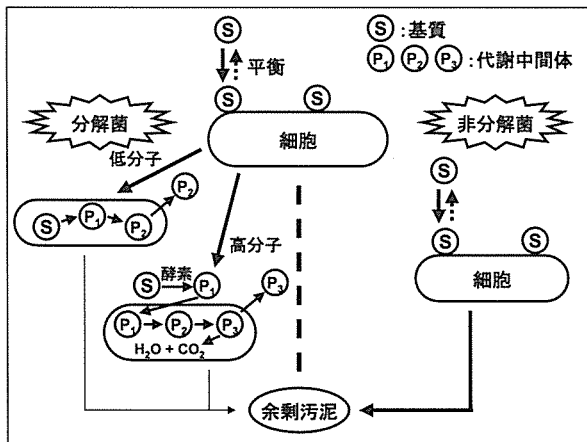 S : 基質
P1 P2 P3 : 代謝中間体
S
平衡
S S
細胞
分解菌
低分子
S P1 P2 P2
高分子
S 酵素 P1 P3
P1 P2 P3
H2O + CO2
非分解菌
S
S S
細胞
余剰汚泥